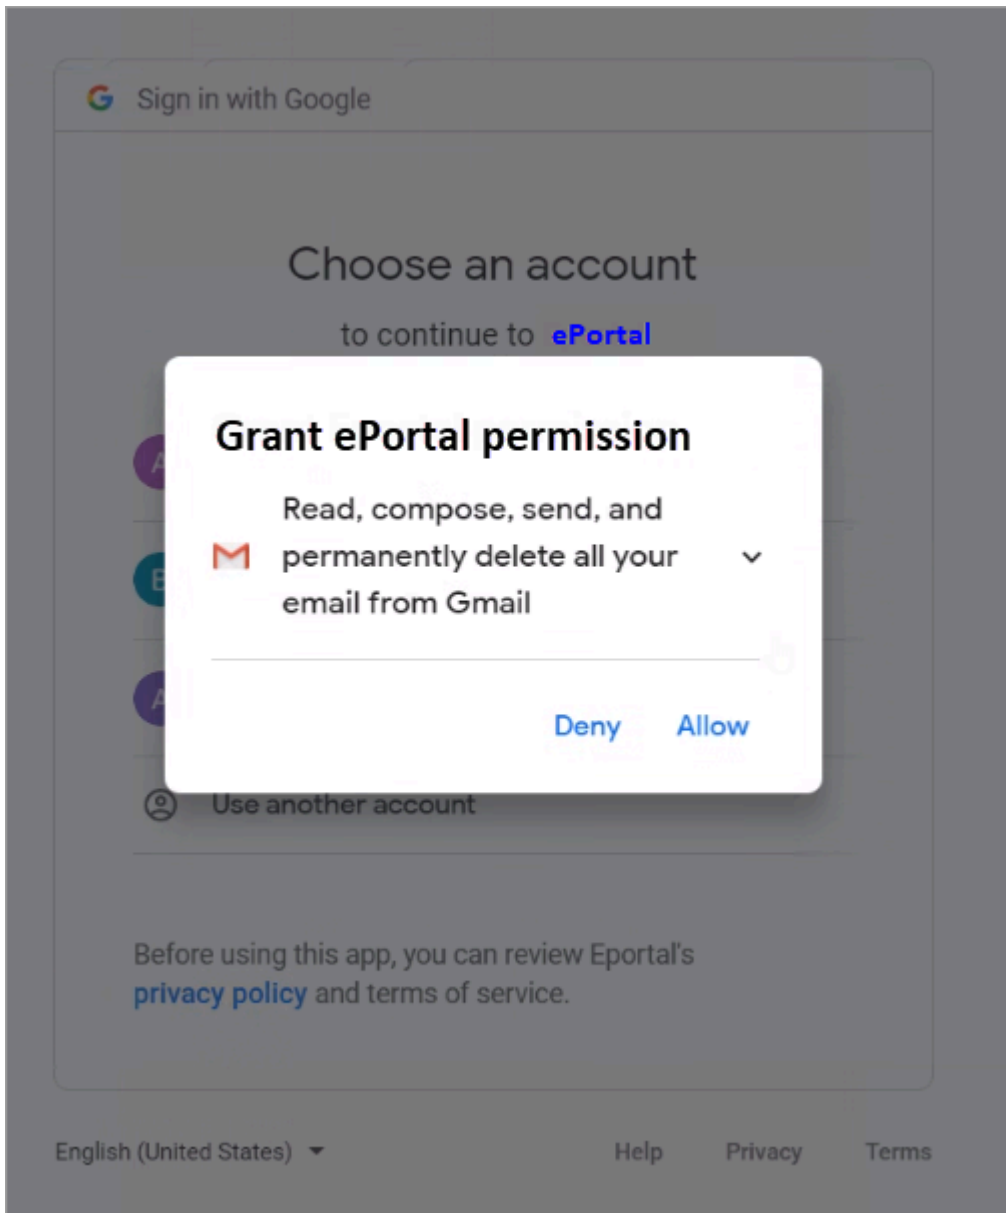 Sign in with Google
Choose an account
to continue to ePortal
Grant ePortal permission
Read, compose, send, and
permanently delete all your
email from Gmail
Deny Allow
Use another account
Before using this app, you can review Eportal's
privacy policy and terms of service.
English (United States) Help Privacy Terms